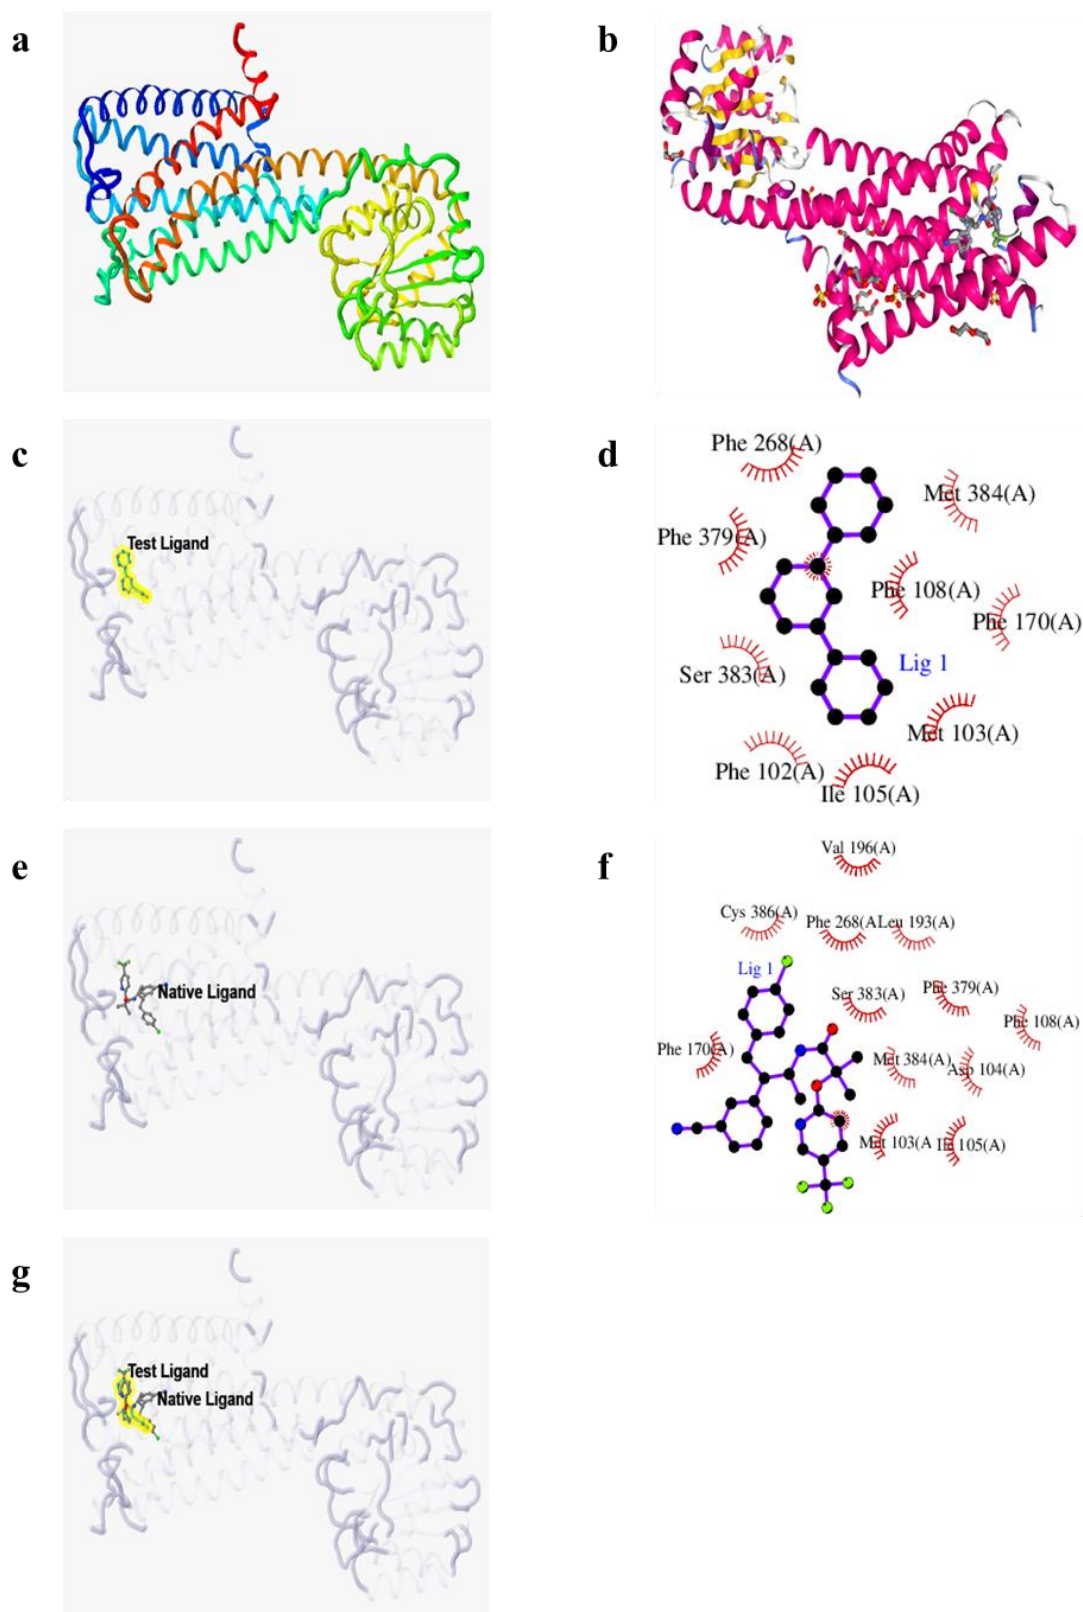 a
b
c
Test Ligand
d
Phe 268(A)
Met 384(A)
Phe 379(A)
Phe 108(A)
Phe 170(A)
Ser 383(A)
Lig 1
Met 103(A)
Phe 102(A)
Ile 105(A)
e
Native Ligand
f
Val 196(A)
Cys 386(A)
Phe 268(A
Leu 193(A)
Lig 1
Ser 383(A)
Phe 379(A)
Phe 108(A)
Phe 170(A)
Met 384(A)
Asp 104(A)
Met 103(A
Ile 105(A)
g
Test Ligand
Native Ligand